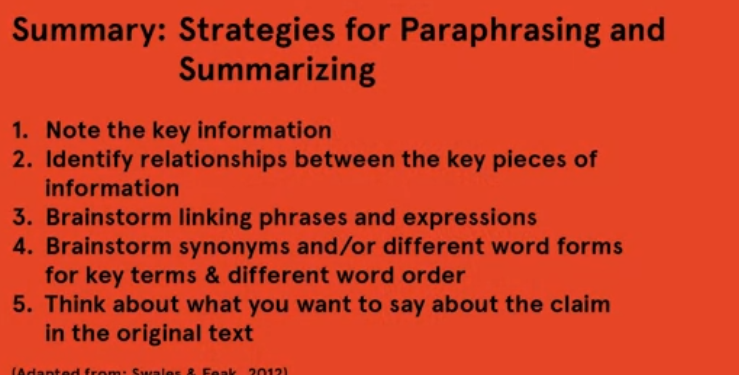 Summary: Strategies for Paraphrasing and
Summarizing
1. Note the key information
2. Identify relationships between the key pieces of
information
3. Brainstorm linking phrases and expressions
4. Brainstorm synonyms and/or different word forms
for key terms & different word order
5. Think about what you want to say about the claim
in the original text
(Adapted from: Swales & Feak, 2012)